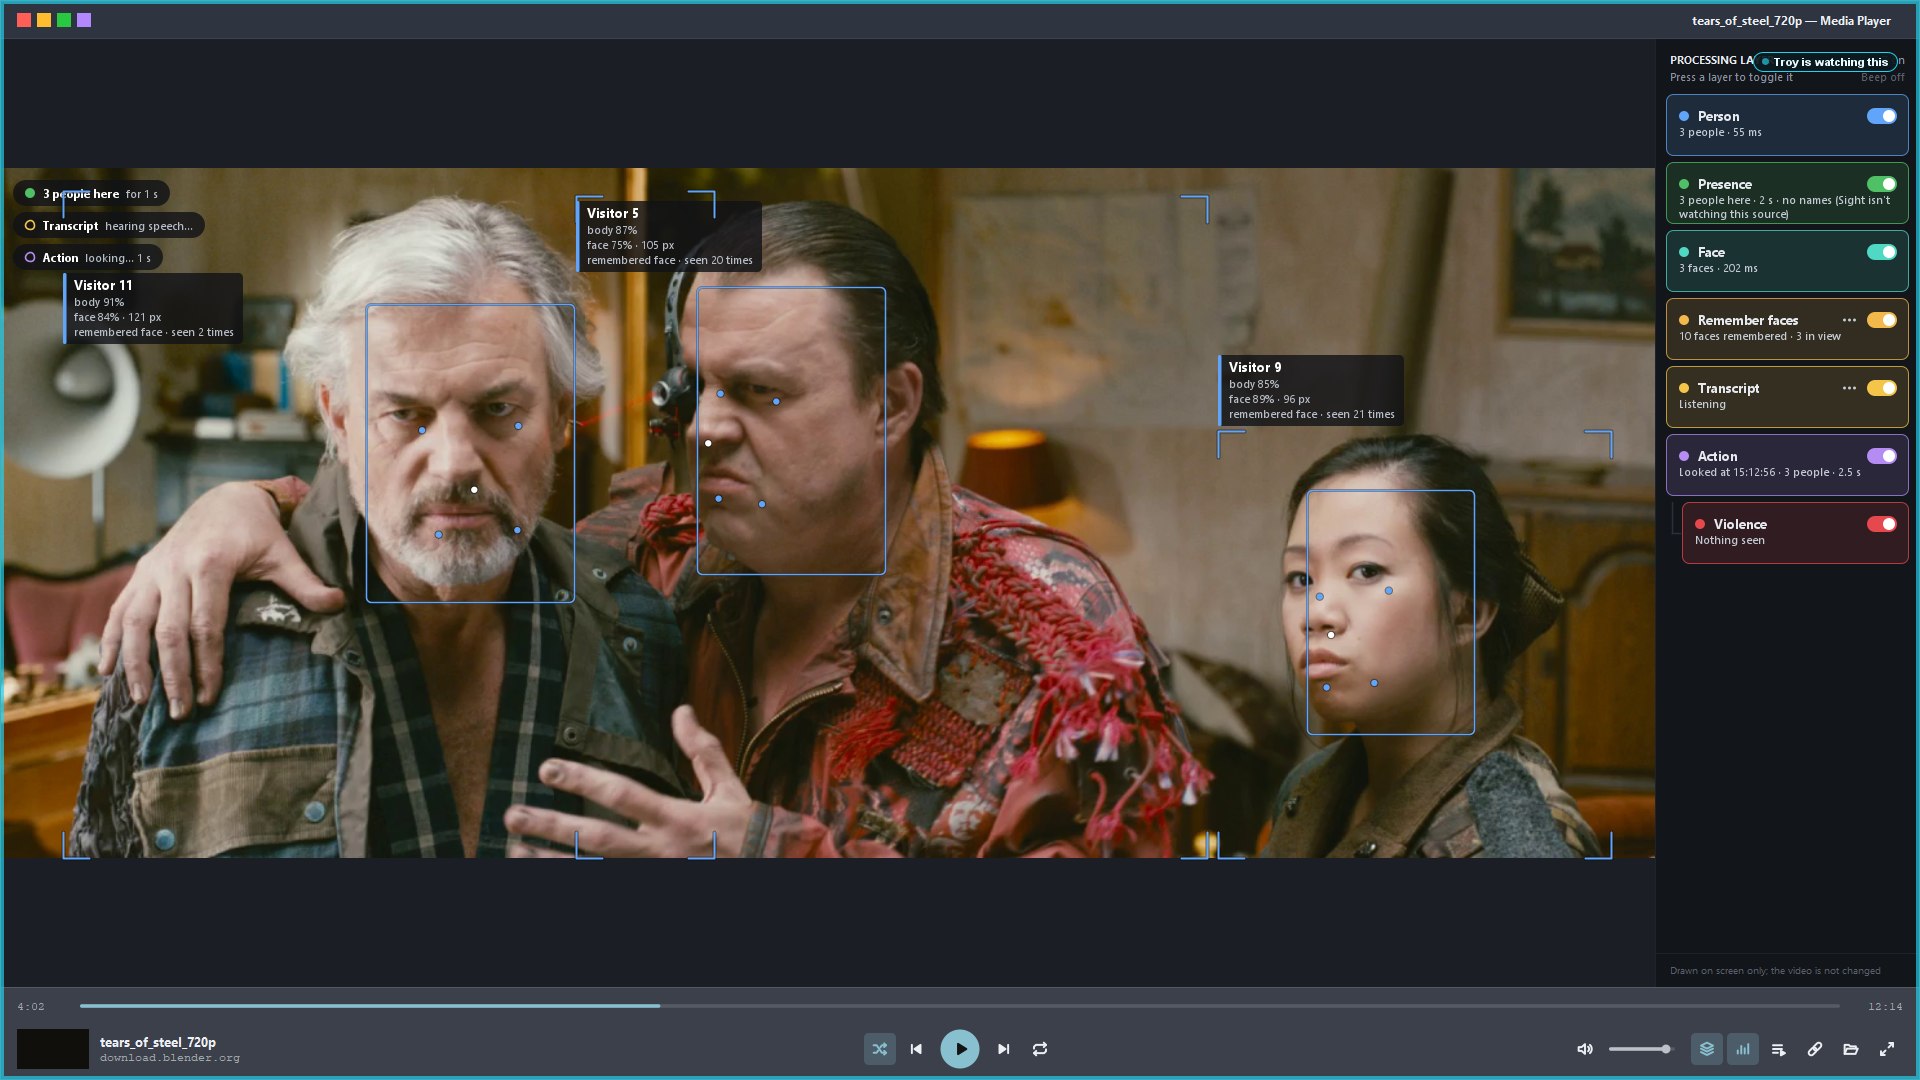 tears_of_steel_720p — Media Player
PROCESSING LA
Troy is watching this
Press a layer to toggle it
Beep off
Person
3 people · 55 ms
Presence
3 people here · 2 s · no names (Sight isn't
watching this source)
Face
3 faces · 202 ms
Remember faces
10 faces remembered · 3 in view
Transcript
Listening
Action
Looked at 15:12:56 · 3 people · 2.5 s
Violence
Nothing seen
3 people here for 1 s
Transcript hearing speech...
Action looking... 1 s
Visitor 11
body 91%
face 84% · 121 px
remembered face · seen 2 times
Visitor 5
body 87%
face 75% · 105 px
remembered face · seen 20 times
Visitor 9
body 85%
face 89% · 96 px
remembered face · seen 21 times
Drawn on screen only; the video is not changed
4:02
12:14
tears_of_steel_720p
download.blender.org